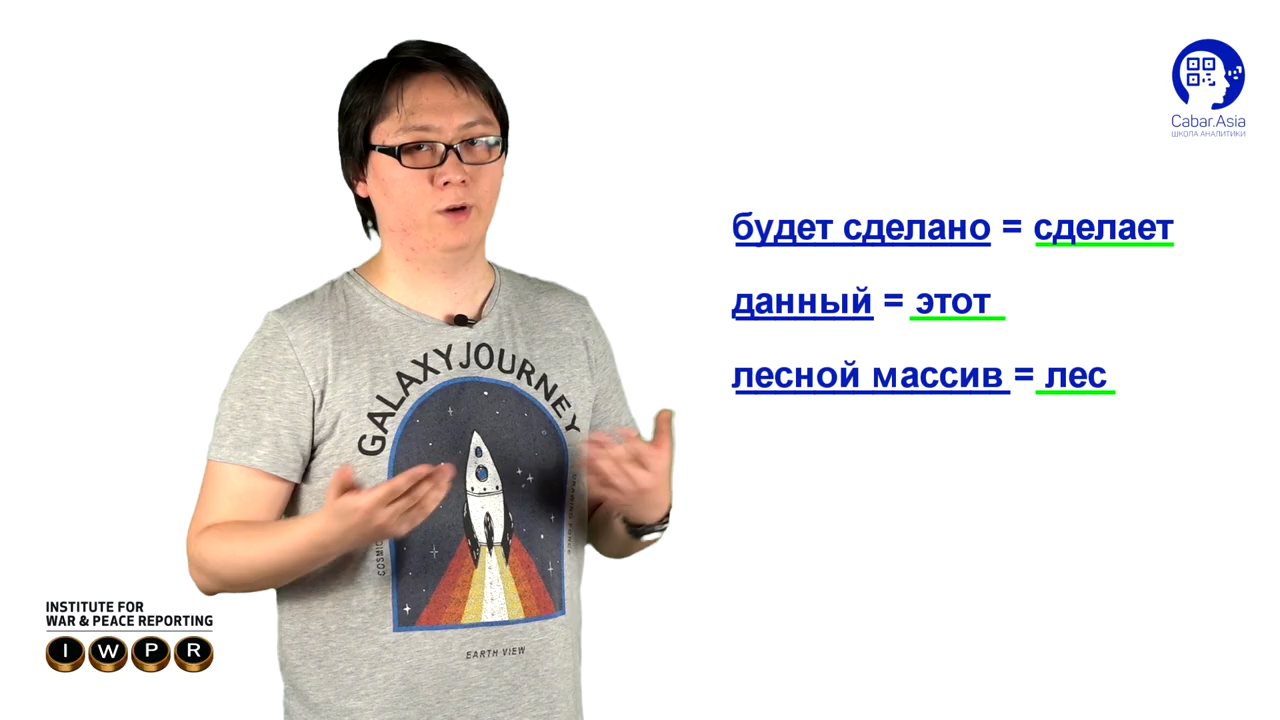 Cabar.Asia
ШКОЛА АНАЛИТИКИ
будет сделано = сделает
данный = этот
лесной массив = лес
GALAXY JOURNEY
EARTH VIEW
INSTITUTE FOR
WAR & PEACE REPORTING
I W P R